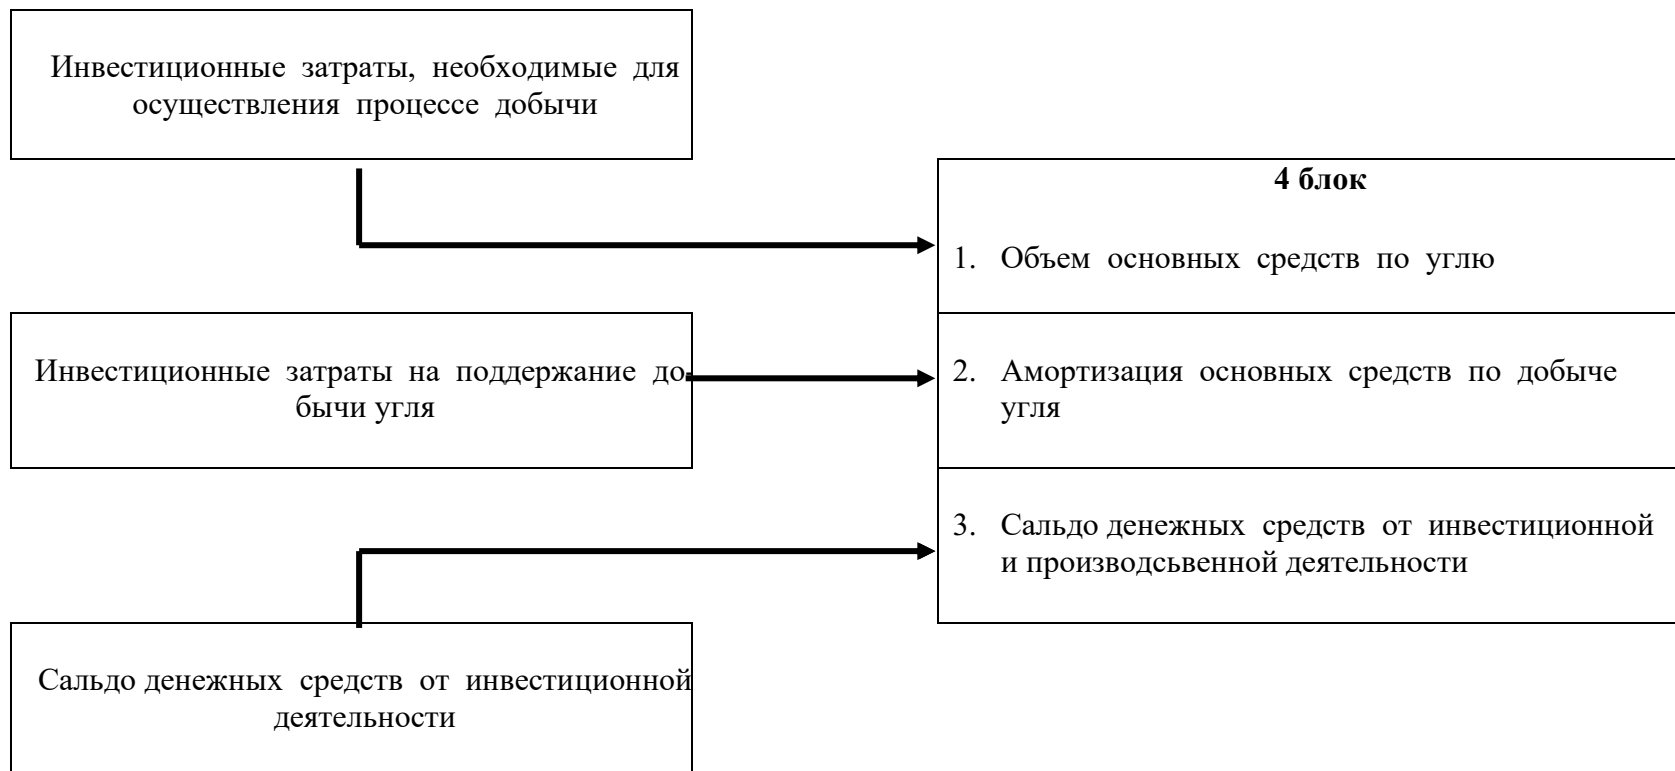 Инвестиционные затраты, необходимые для
осуществления процессе добычи
4 блок
1. Объем основных средств по углю
Инвестиционные затраты на поддержание до-
бычи угля
2. Амортизация основных средств по добыче
угля
3. Сальдо денежных средств от инвестиционной
и производсьвенной деятельности
Сальдо денежных средств от инвестиционной
деятельности